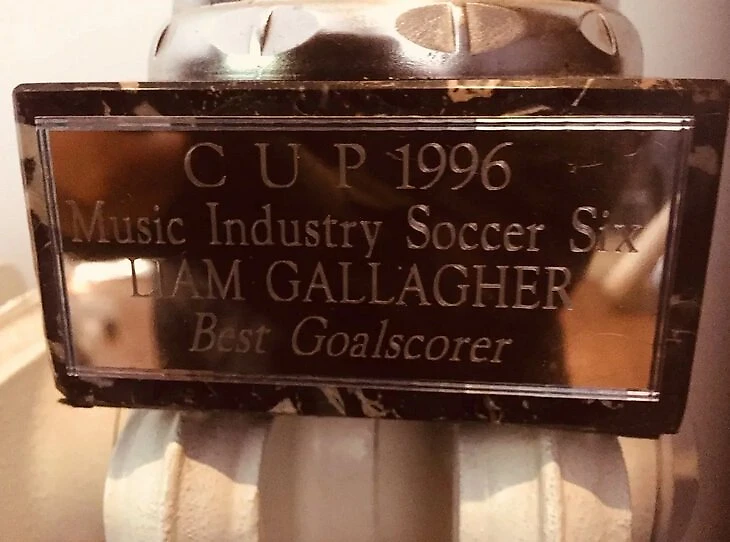 CUP 1996
Music Industry Soccer Six
LIAM GALLAGHER
Best Goalscorer